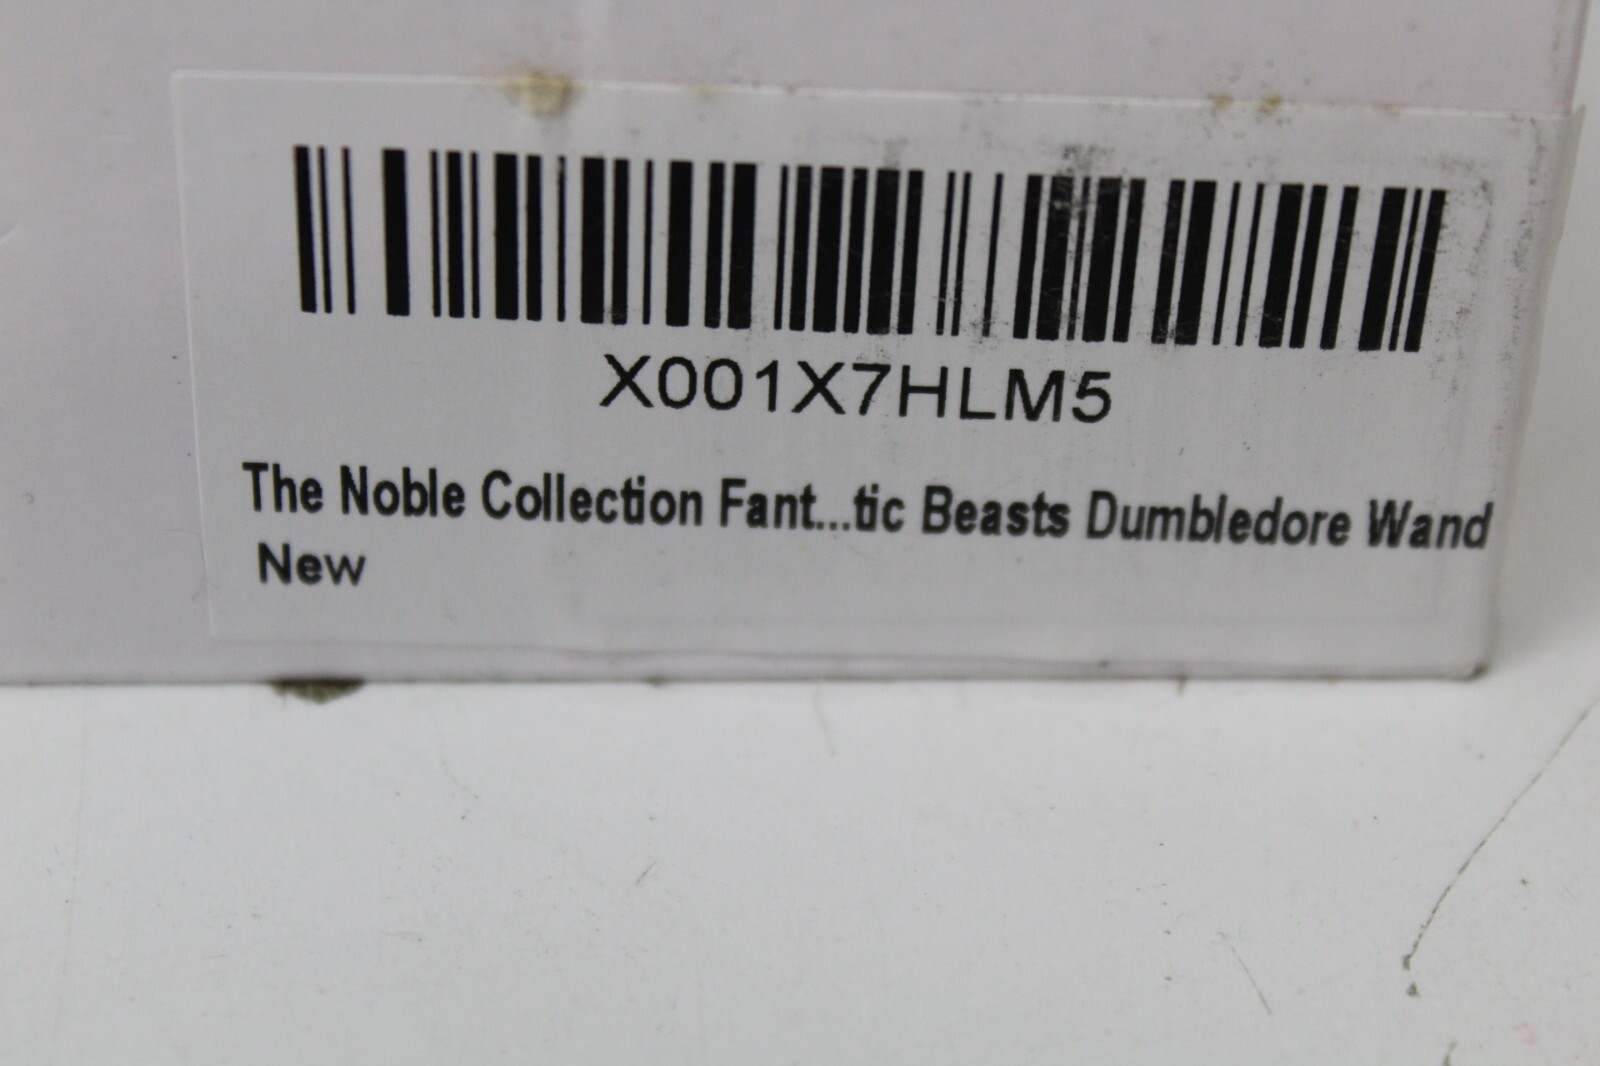 X001X7HLM5
The Noble Collection Fant...tic Beasts Dumbledore Wand
New